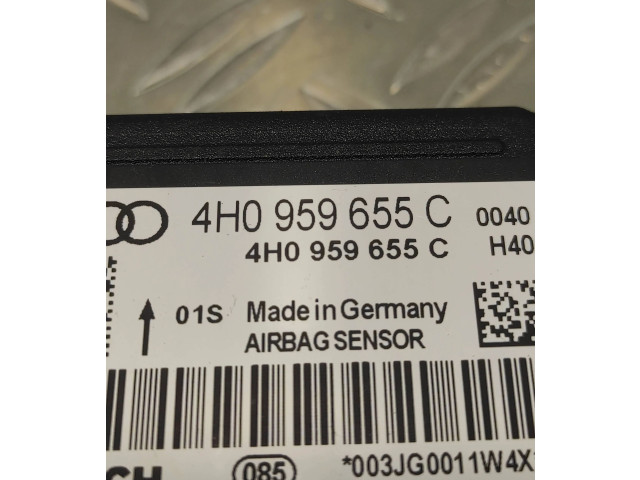 4H0 959 655 C 0040
4H0 959 655 C H40
01S Made in Germany
AIRBAG SENSOR
085 *003JG0011W4X